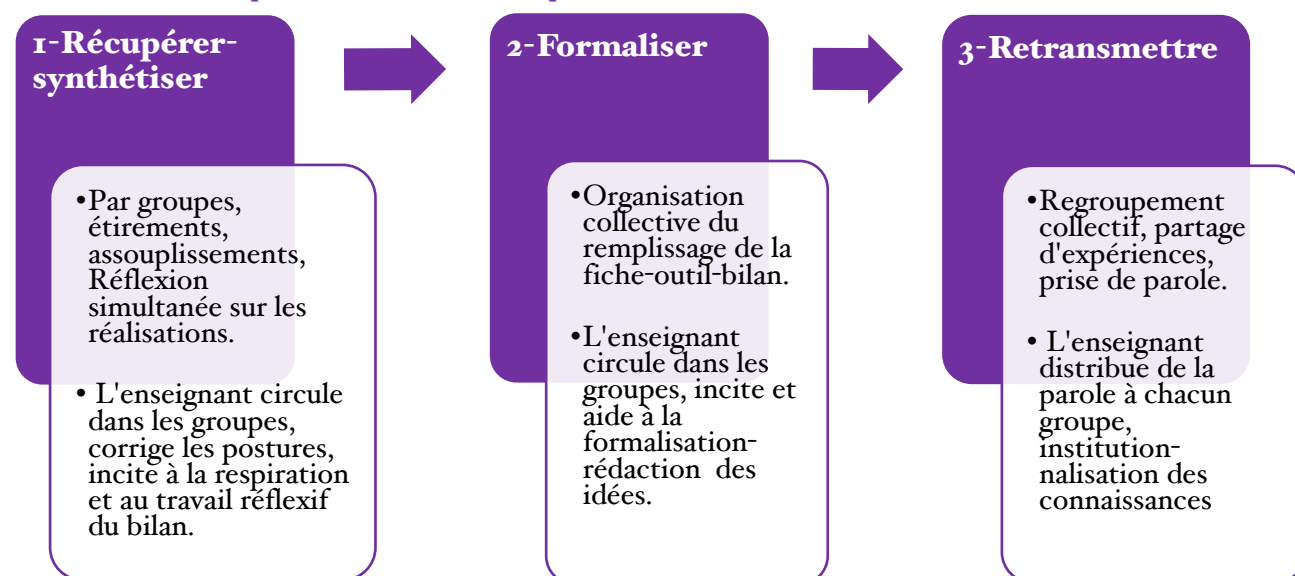 1-Récupérer-
synthétiser
•Par groupes,
étirements,
assouplissements,
Réflexion
simultanée sur les
réalisations.
• L'enseignant circule
dans les groupes,
corrige les postures,
incite à la respiration
et au travail réflexif
du bilan.
2-Formaliser
•Organisation
collective du
remplissage de la
fiche-outil-bilan.
•L'enseignant
circule dans les
groupes, incite et
aide à la
formalisation-
rédaction des
idées.
3-Retransmettre
•Regroupement
collectif, partage
d'expériences,
prise de parole.
• L'enseignant
distribue de la
parole à chacun
groupe,
institution-
nalisation des
connaissances